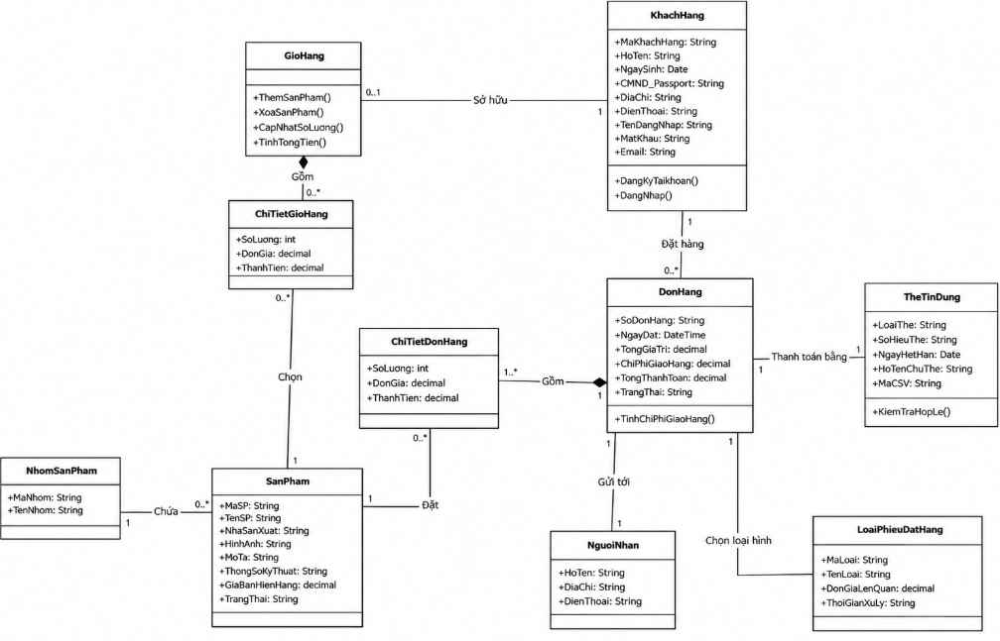 KhachHang
+MaKhachHang: String
+HoTen: String
+NgaySinh: Date
+CMND_Passport: String
+DiaChi: String
+DienThoai: String
+TenDangNhap: String
+MatKhau: String
+Email: String
+DangKyTaikhoan()
+DangNhap()
GioHang
+ThemSanPham()
+XoaSanPham()
+CapNhatSoLương()
+TinhTongTien()
0..1
Sở hữu
1
Gồm
0..*
ChiTietGioHang
+SoLương: int
+DonGia: decimal
+ThanhTien: decimal
0..*
Chọn
1
1
Đặt hàng
0..*
DonHang
+SoDonHang: String
+NgayDat: DateTime
+TongGiaTri: decimal
+ChiPhiGiaoHang: decimal
+TongThanhToan: decimal
+TrangThai: String
+TinhChiPhiGiaoHang()
1
Thanh toán bằng
1
TheTinDung
+LoaiThe: String
+SoHieuThe: String
+NgayHetHan: Date
+HoTenChuThe: String
+MaCSV: String
+KiemTraHopLe()
ChiTietDonHang
+SoLương: int
+DonGia: decimal
+ThanhTien: decimal
1..*
Gồm
1
0..*
Đặt
1
NhomSanPham
+MaNhom: String
+TenNhom: String
1
Chứa
0..*
SanPham
+MaSP: String
+TenSP: String
+NhaSanXuat: String
+HinhAnh: String
+MoTa: String
+ThongSoKyThuat: String
+GiaBanHienHang: decimal
+TrangThai: String
1
Gửi tới
1
NguoiNhan
+HoTen: String
+DiaChi: String
+DienThoai: String
1
Chọn loại hình
LoaiPhieuDatHang
+MaLoai: String
+TenLoai: String
+DonGiaLenQuan: decimal
+ThoiGianXuLy: String